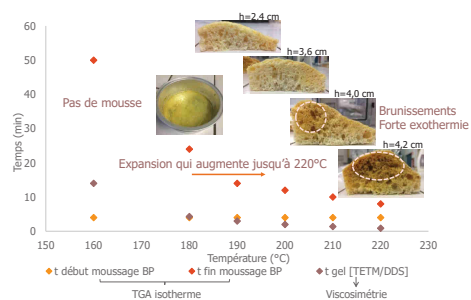 h=2,4 cm
h=3,6 cm
h=4,0 cm
h=4,2 cm
Pas de mousse
Brunissements
Forte exothermie
Expansion qui augmente jusqu'à 220°C
Temps (min)
60
50
40
30
20
10
0
150 160 170 180 190 200 210 220 230
Température (°C)
t début moussage BP
t fin moussage BP
t gel [TETM/DDS]
TGA isotherme
Viscosimétrie